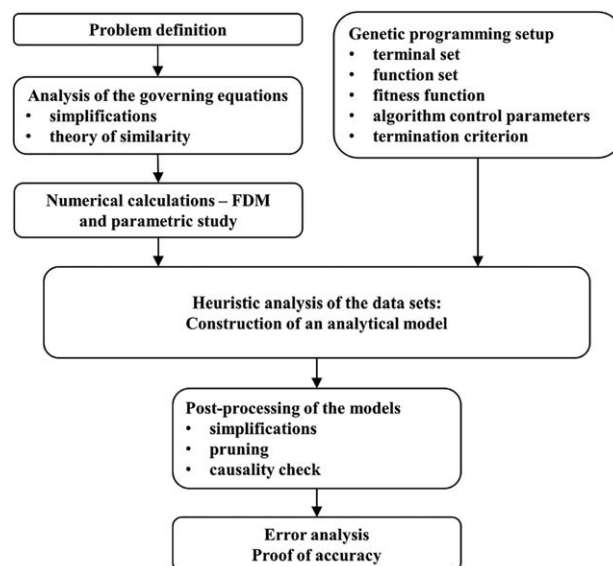 Problem definition
Analysis of the governing equations
• simplifications
• theory of similarity
Numerical calculations – FDM
and parametric study
Genetic programming setup
• terminal set
• function set
• fitness function
• algorithm control parameters
• termination criterion
Heuristic analysis of the data sets:
Construction of an analytical model
Post-processing of the models
• simplifications
• pruning
• causality check
Error analysis
Proof of accuracy